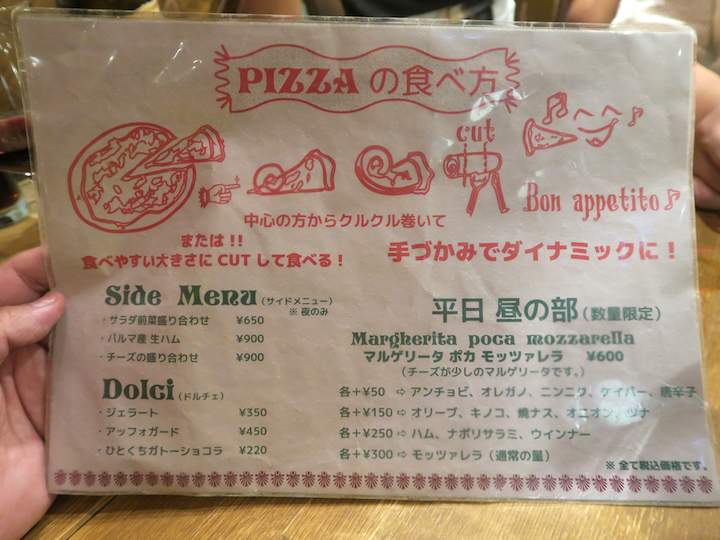 PIZZA の食べ方
cut
Bon appetito♪
中心の方からクルクル巻いて
または!!
食べやすい大きさに CUT して食べる!
手づかみでダイナミックに!
Side Menu (サイドメニュー)
※ 夜のみ
・サラダ前菜盛り合わせ ¥650
・パルマ産 生ハム ¥900
・チーズの盛り合わせ ¥900
Dolci (ドルチェ)
・ジェラート ¥350
・アッフォガード ¥450
・ひとくちガトーショコラ ¥220
平日 昼の部 (数量限定)
Margherita poca mozzarella
マルゲリータ ポカ モッツァレラ ¥600
(チーズが少しのマルゲリータです。)
各+¥50 ⇨ アンチョビ、オレガノ、ニンニク、ケイパー、唐辛子
各+¥150 ⇨ オリーブ、キノコ、焼ナス、オニオン、ツナ
各+¥250 ⇨ ハム、ナポリサラミ、ウインナー
各+¥300 ⇨ モッツァレラ (通常の量)
※ 全て税込価格です。